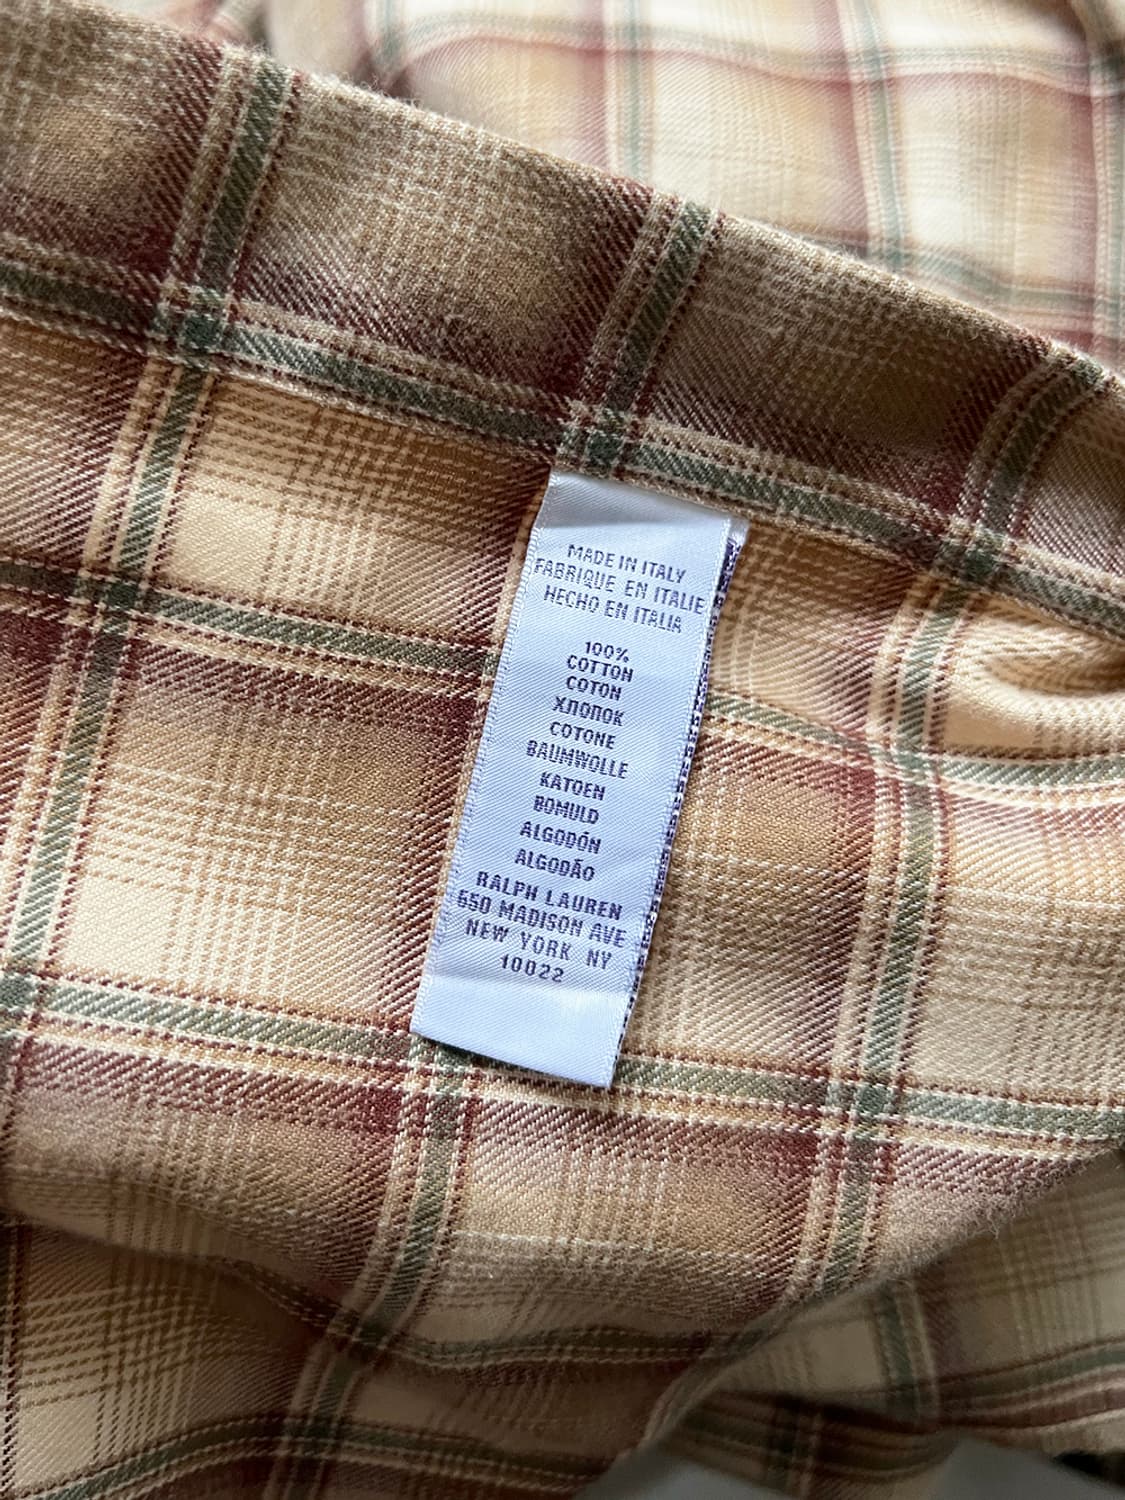 MADE IN ITALY
FABRIQUE EN ITALIE
HECHO EN ITALIA
100%
COTTON
COTON
ХЛОПОК
COTONE
BAUMWOLLE
KATOEN
BOMULD
ALGODÓN
ALGODÃO
RALPH LAUREN
650 MADISON AVE
NEW YORK NY
10022